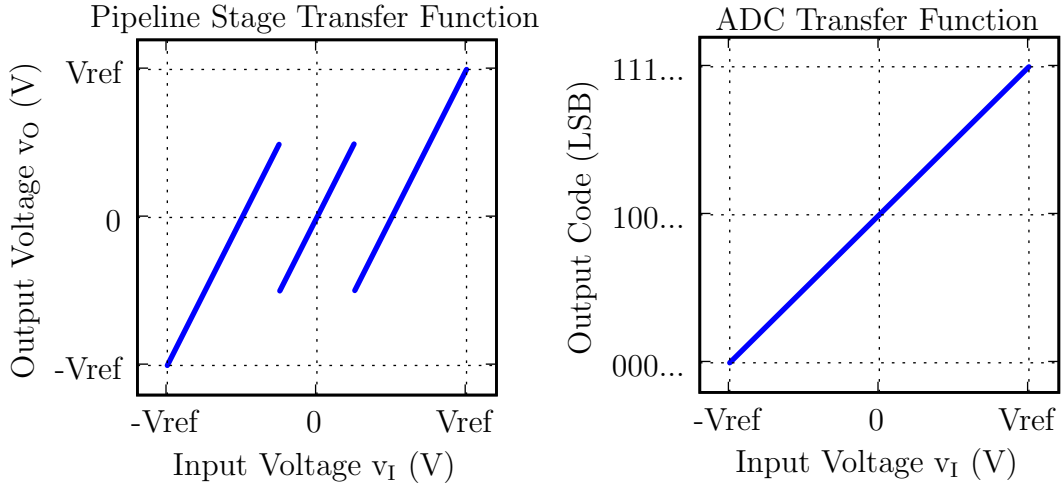 Pipeline Stage Transfer Function
Output Voltage vO (V)
Vref
0
-Vref
-Vref 0 Vref
Input Voltage vI (V)
ADC Transfer Function
Output Code (LSB)
111...
100...
000...
-Vref 0 Vref
Input Voltage vI (V)